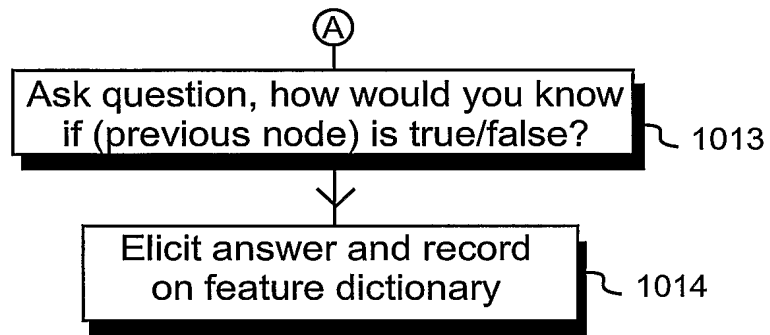 A
Ask question, how would you know
if (previous node) is true/false?
1013
Elicit answer and record
on feature dictionary
1014